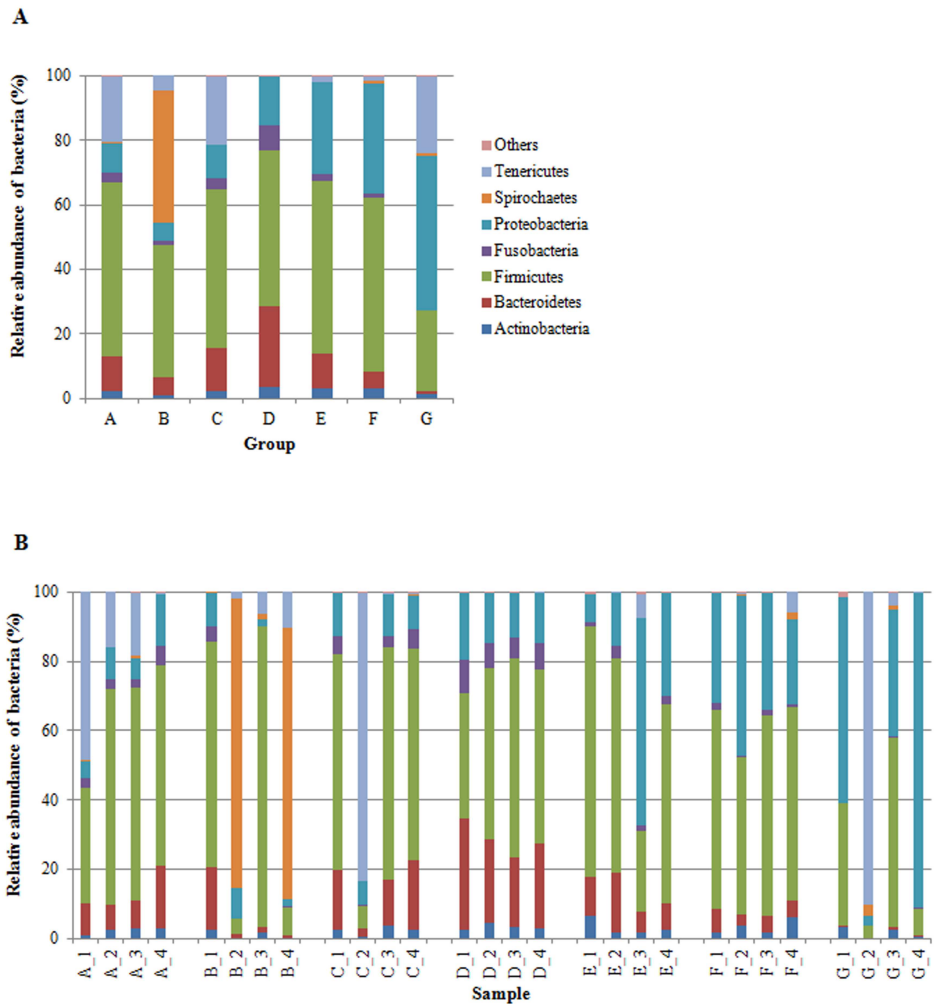 A
Relative abundance of bacteria (%)
100
80
60
40
20
0
A B C D E F G
Group
Others
Tenericutes
Spirochaetes
Proteobacteria
Fusobacteria
Firmicutes
Bacteroidetes
Actinobacteria
B
Relative abundance of bacteria (%)
100
80
60
40
20
0
A_1 A_2 A_3 A_4 B_1 B_2 B_3 B_4 C_1 C_2 C_3 C_4 D_1 D_2 D_3 D_4 E_1 E_2 E_3 E_4 F_1 F_2 F_3 F_4 G_1 G_2 G_3 G_4
Sample